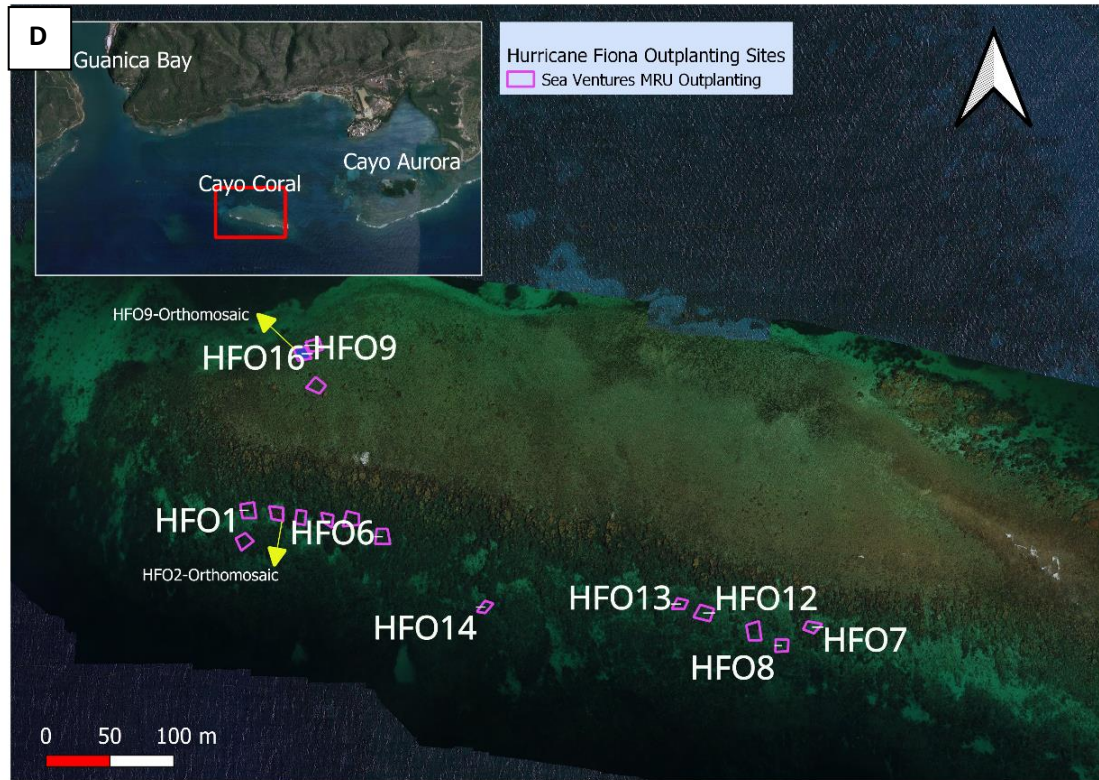 D
Guanica Bay
Cayo Aurora
Cayo Coral
Hurricane Fiona Outplanting Sites
Sea Ventures MRU Outplanting
HFO9-Orthomosaic
HFO16
HFO9
HFO1
HFO6
HFO2-Orthomosaic
HFO14
HFO13
HFO12
HFO7
HFO8
0 50 100 m